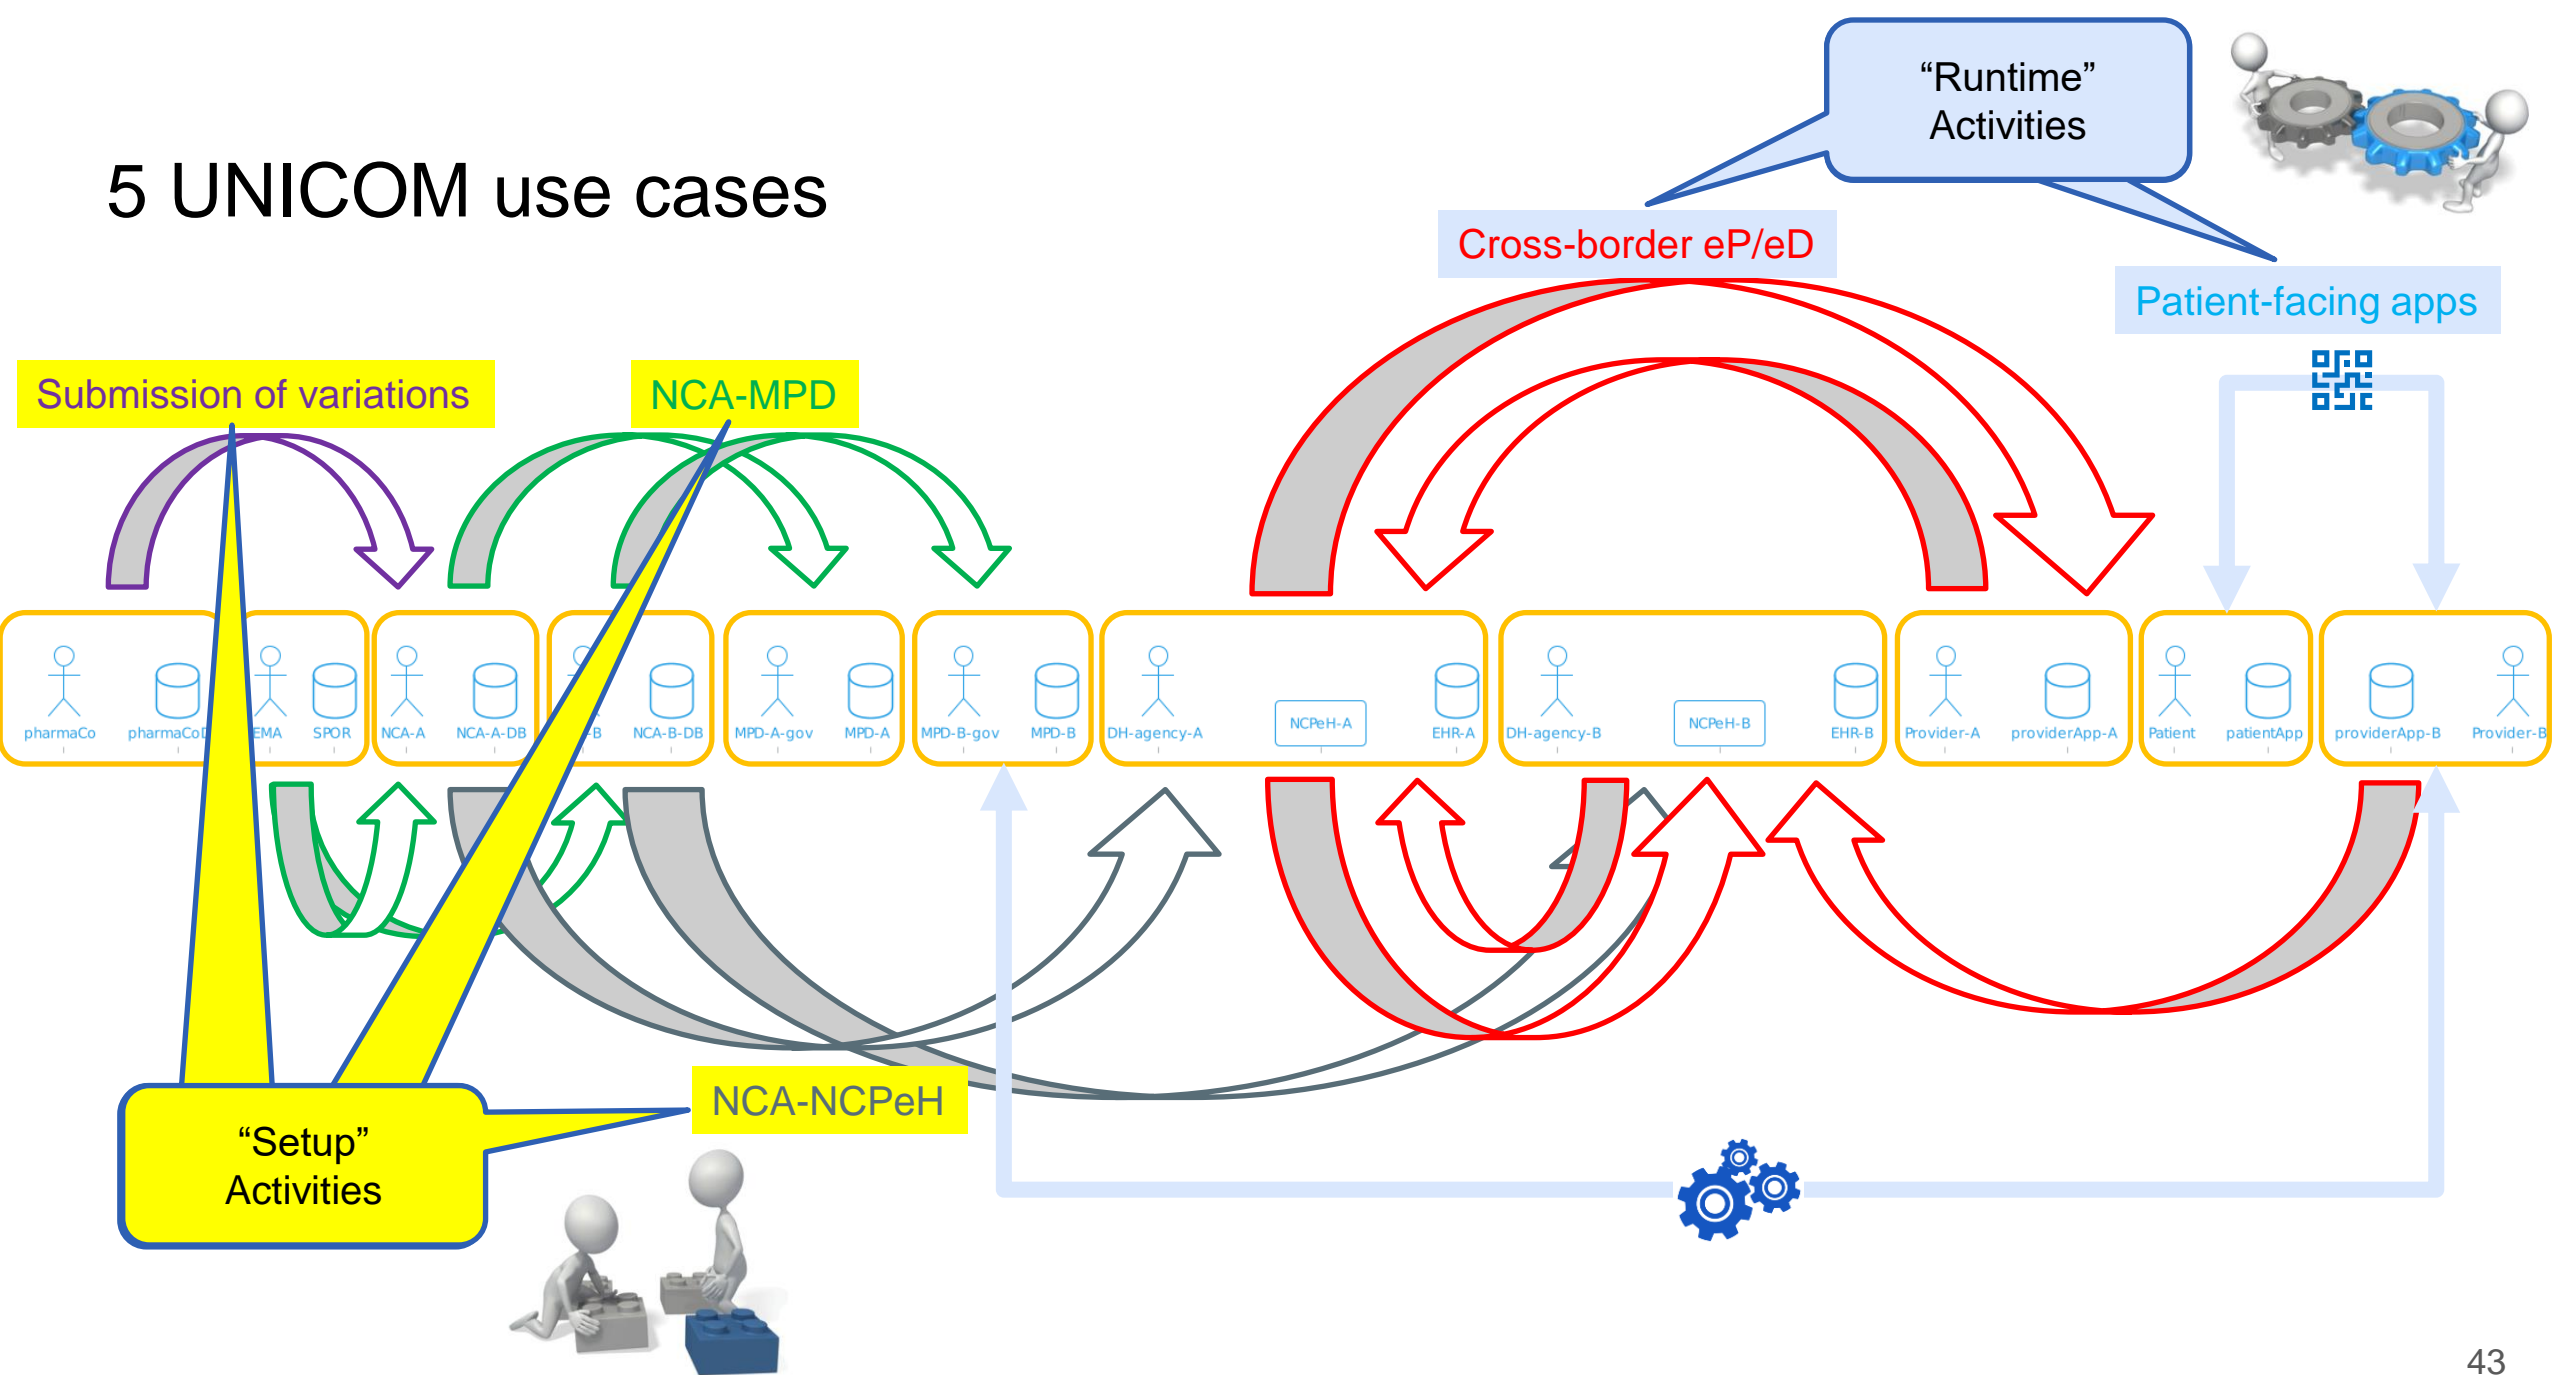 “Runtime”
Activities
5 UNICOM use cases
Cross-border eP/eD
Patient-facing apps
Submission of variations
NCA-MPD
pharmaCo
EMA
SPOR
NCA-A
NCA-A-DB
NCA-B-DB
MPD-A-gov
MPD-A
MPD-B-gov
MPD-B
DH-agency-A
NCPeH-A
EHR-A
DH-agency-B
NCPeH-B
EHR-B
Provider-A
providerApp-A
Patient
patientApp
providerApp-B
Provider-B
NCA-NCPeH
“Setup”
Activities
43